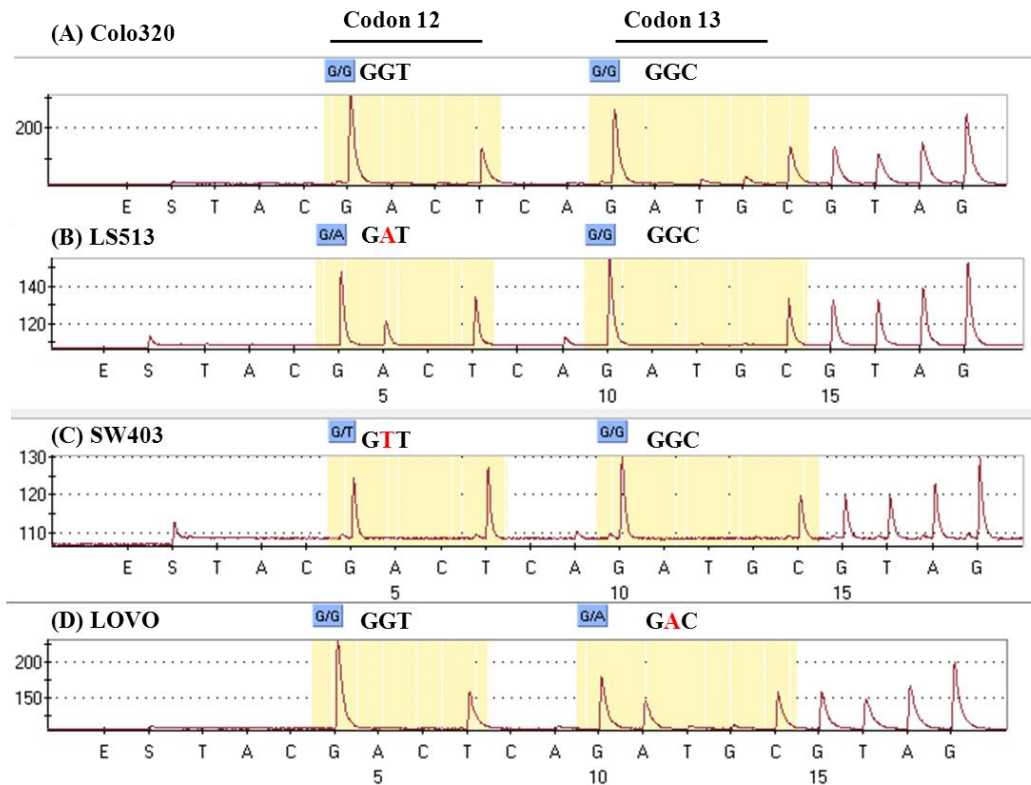 Codon 12 Codon 13
(A) Colo320
G/G GGT G/G GGC
200
E S T A C G A C T C A G A T G C G T A G
(B) LS513
G/A GAT G/G GGC
140
120
E S T A C G A C T C A G A T G C G T A G
5 10 15
(C) SW403
G/T GTT G/G GGC
130
120
110
E S T A C G A C T C A G A T G C G T A G
5 10 15
(D) LOVO
G/G GGT G/A GAC
200
150
E S T A C G A C T C A G A T G C G T A G
5 10 15